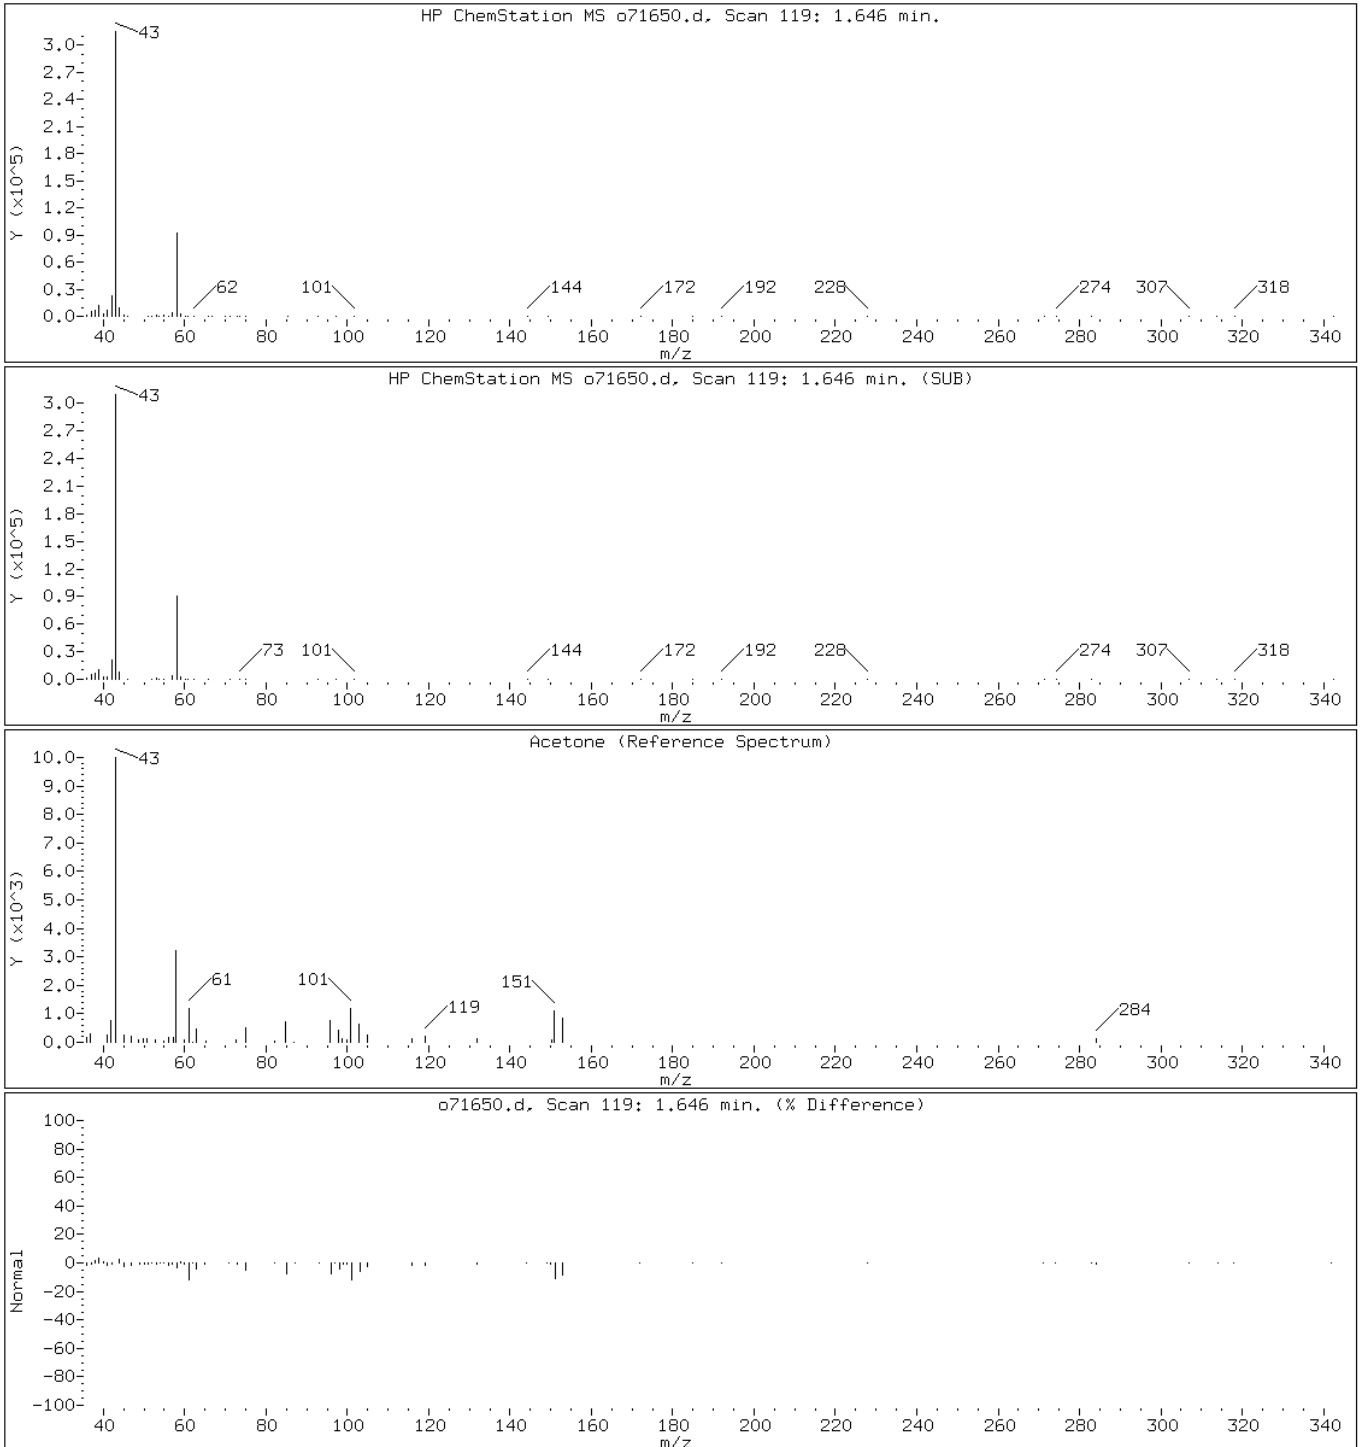 HP ChemStation MS o71650.d, Scan 119: 1.646 min.
43
3.0
2.7
2.4
2.1
1.8
1.5
1.2
0.9
0.6
0.3
0.0
Y (x10^5)
62 101 144 172 192 228 274 307 318
40 60 80 100 120 140 160 180 200 220 240 260 280 300 320 340
m/z
HP ChemStation MS o71650.d, Scan 119: 1.646 min. (SUB)
43
3.0
2.7
2.4
2.1
1.8
1.5
1.2
0.9
0.6
0.3
0.0
Y (x10^5)
73 101 144 172 192 228 274 307 318
40 60 80 100 120 140 160 180 200 220 240 260 280 300 320 340
m/z
Acetone (Reference Spectrum)
43
10.0
9.0
8.0
7.0
6.0
5.0
4.0
3.0
2.0
1.0
0.0
Y (x10^3)
61 101 119 151 284
40 60 80 100 120 140 160 180 200 220 240 260 280 300 320 340
m/z
o71650.d, Scan 119: 1.646 min. (% Difference)
100
80
60
40
20
0
-20
-40
-60
-80
-100
Normal
40 60 80 100 120 140 160 180 200 220 240 260 280 300 320 340
m/z